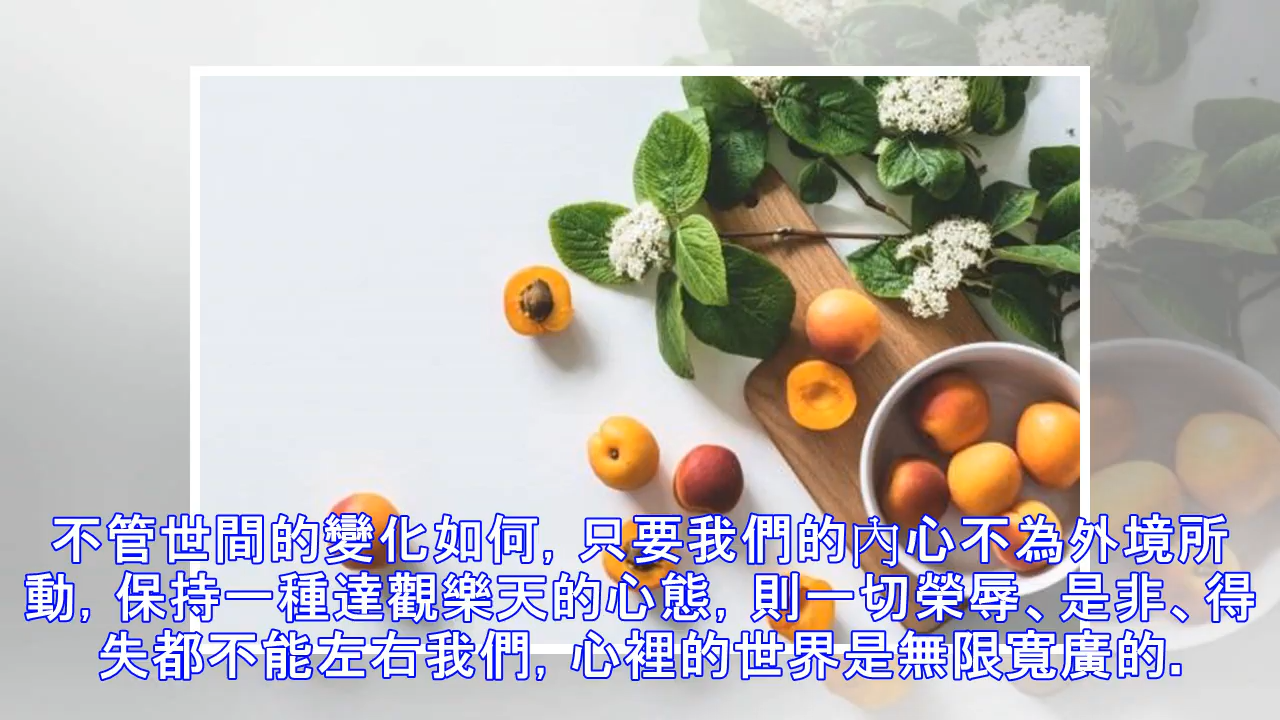 不管世間的變化如何, 只要我們的內心不為外境所
動, 保持一種達觀樂天的心態, 則一切榮辱、是非、得
失都不能左右我們, 心裡的世界是無限寬廣的.